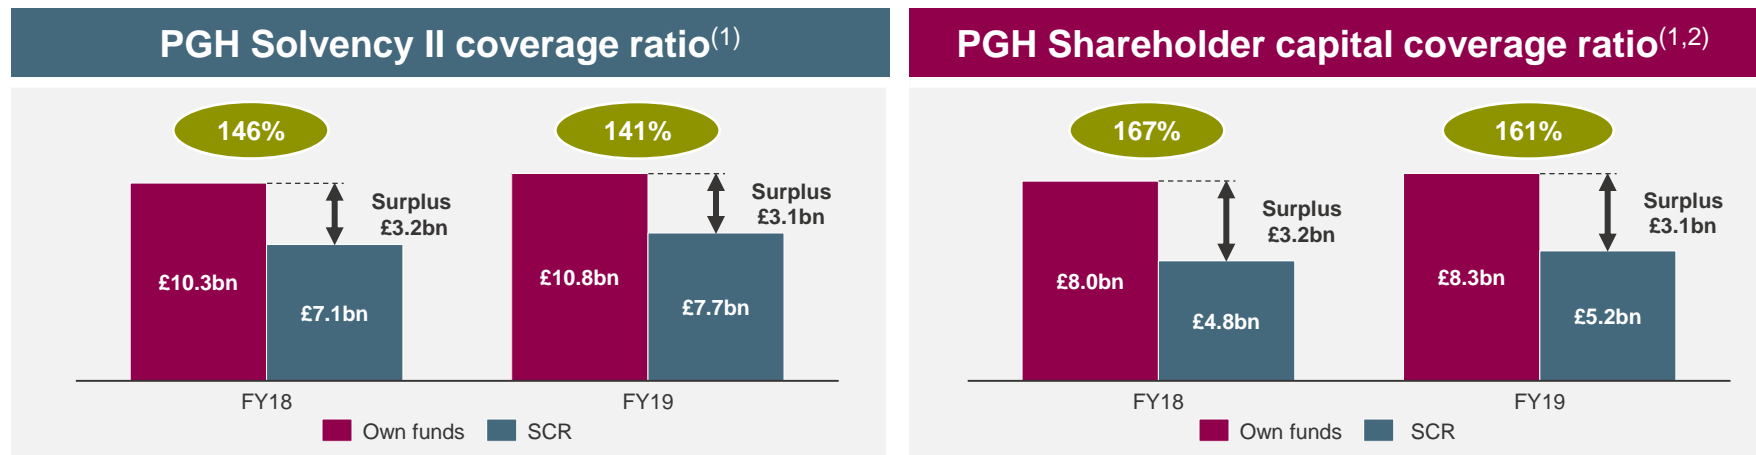 PGH Solvency II coverage ratio(1)
146%
141%
Surplus
£3.2bn
Surplus
£3.1bn
£10.3bn
£7.1bn
£10.8bn
£7.7bn
FY18
FY19
Own funds
SCR
PGH Shareholder capital coverage ratio(1,2)
167%
161%
Surplus
£3.2bn
Surplus
£3.1bn
£8.0bn
£4.8bn
£8.3bn
£5.2bn
FY18
FY19
Own funds
SCR